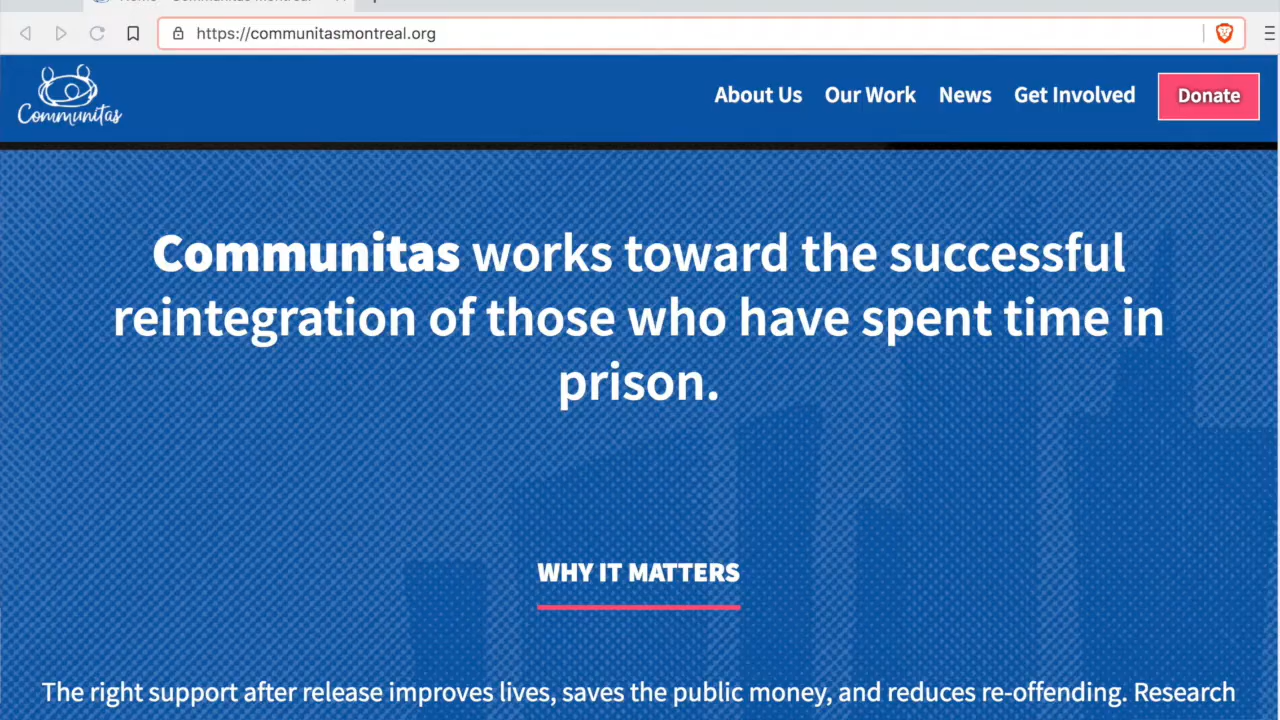 https://communitasmontreal.org
Communitas
About Us Our Work News Get Involved Donate
Communitas works toward the successful
reintegration of those who have spent time in
prison.
WHY IT MATTERS
The right support after release improves lives, saves the public money, and reduces re-offending. Research